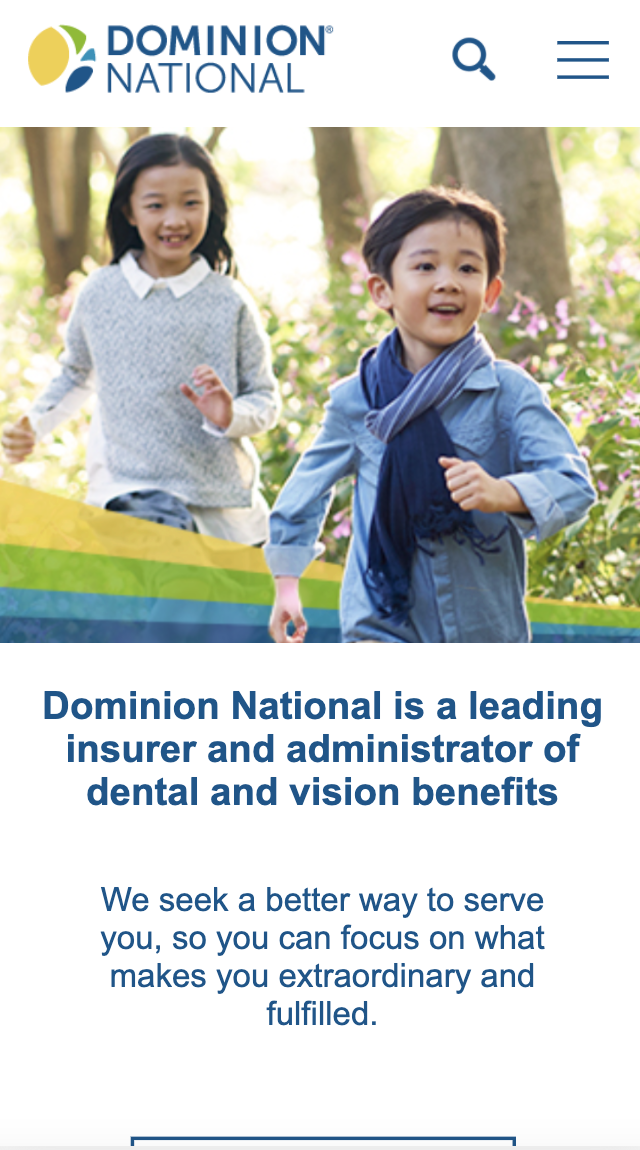 DOMINION®
NATIONAL
Dominion National is a leading
insurer and administrator of
dental and vision benefits
We seek a better way to serve
you, so you can focus on what
makes you extraordinary and
fulfilled.